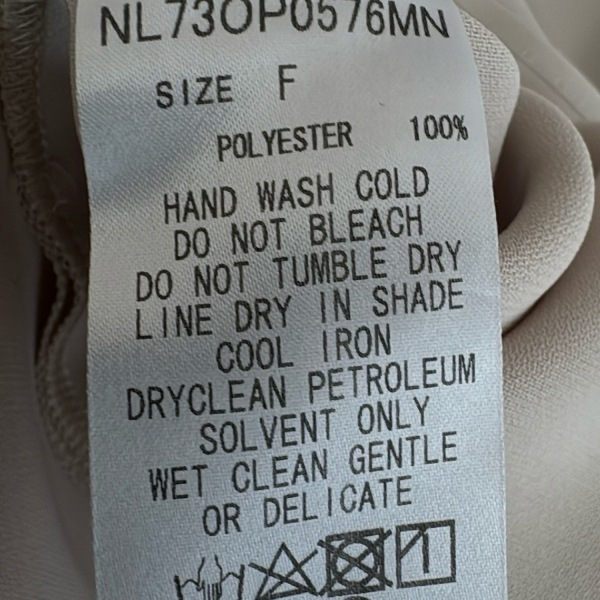 NL73OP0576MN
SIZE F
POLYESTER 100%
HAND WASH COLD
DO NOT BLEACH
DO NOT TUMBLE DRY
LINE DRY IN SHADE
COOL IRON
DRYCLEAN PETROLEUM
SOLVENT ONLY
WET CLEAN GENTLE
OR DELICATE